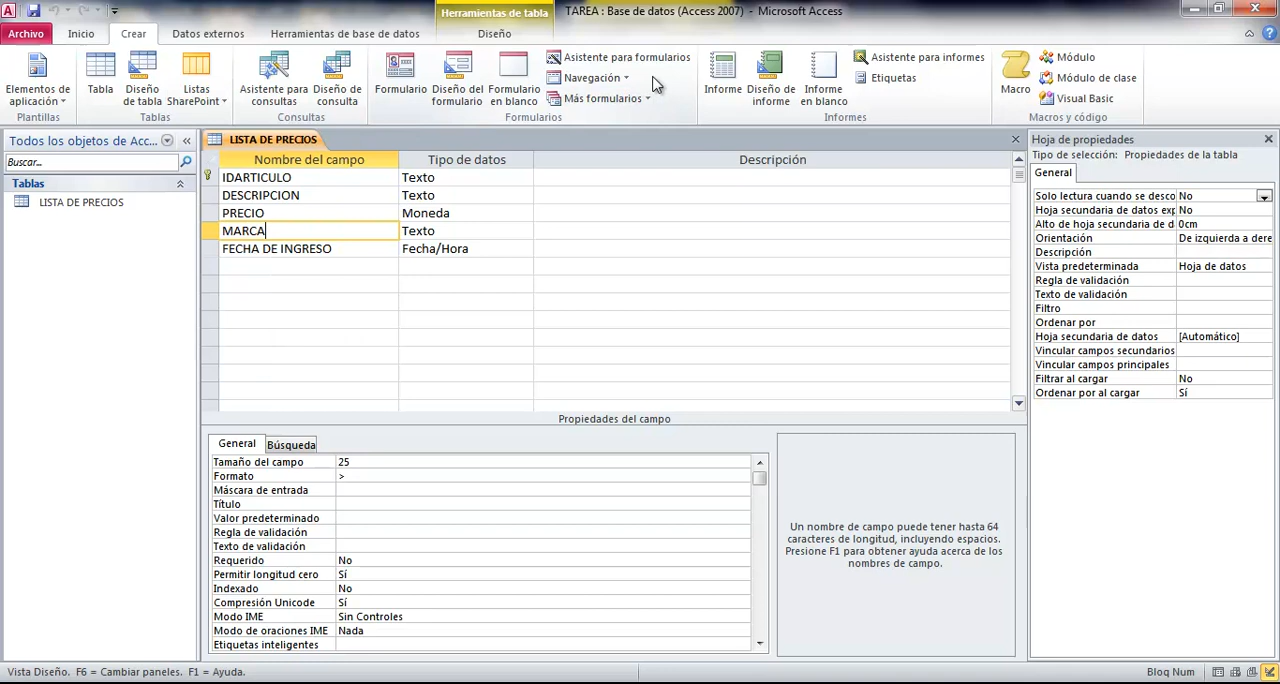 Herramientas de tabla
TAREA : Base de datos (Access 2007) - Microsoft Access
Archivo Inicio Crear Datos externos Herramientas de base de datos Diseño
Elementos de aplicación
Plantillas
Tabla
Diseño de tabla
Listas SharePoint
Tablas
Asistente para consultas
Diseño de consulta
Consultas
Formulario
Diseño del formulario
Formulario en blanco
Asistente para formularios
Navegación
Más formularios
Formularios
Informe
Diseño de informe
Informe en blanco
Asistente para informes
Etiquetas
Informes
Macro
Módulo
Módulo de clase
Visual Basic
Macros y código
Todos los objetos de Acc...
Buscar...
Tablas
LISTA DE PRECIOS
LISTA DE PRECIOS
Nombre del campo Tipo de datos Descripción
IDARTICULO Texto
DESCRIPCION Texto
PRECIO Moneda
MARCA Texto
FECHA DE INGRESO Fecha/Hora
Propiedades del campo
General Búsqueda
Tamaño del campo 25
Formato >
Máscara de entrada
Título
Valor predeterminado
Regla de validación
Texto de validación
Requerido No
Permitir longitud cero Sí
Indexado No
Compresión Unicode Sí
Modo IME Sin Controles
Modo de oraciones IME Nada
Etiquetas inteligentes
Un nombre de campo puede tener hasta 64
caracteres de longitud, incluyendo espacios.
Presione F1 para obtener ayuda acerca de los
nombres de campo.
Hoja de propiedades
Tipo de selección: Propiedades de la tabla
General
Solo lectura cuando se desco No
Hoja secundaria de datos exp No
Alto de hoja secundaria de d 0cm
Orientación De izquierda a dere
Descripción
Vista predeterminada Hoja de datos
Regla de validación
Texto de validación
Filtro
Ordenar por
Hoja secundaria de datos [Automático]
Vincular campos secundarios
Vincular campos principales
Filtrar al cargar No
Ordenar por al cargar Sí
Vista Diseño. F6 = Cambiar paneles. F1 = Ayuda.
Bloq Num